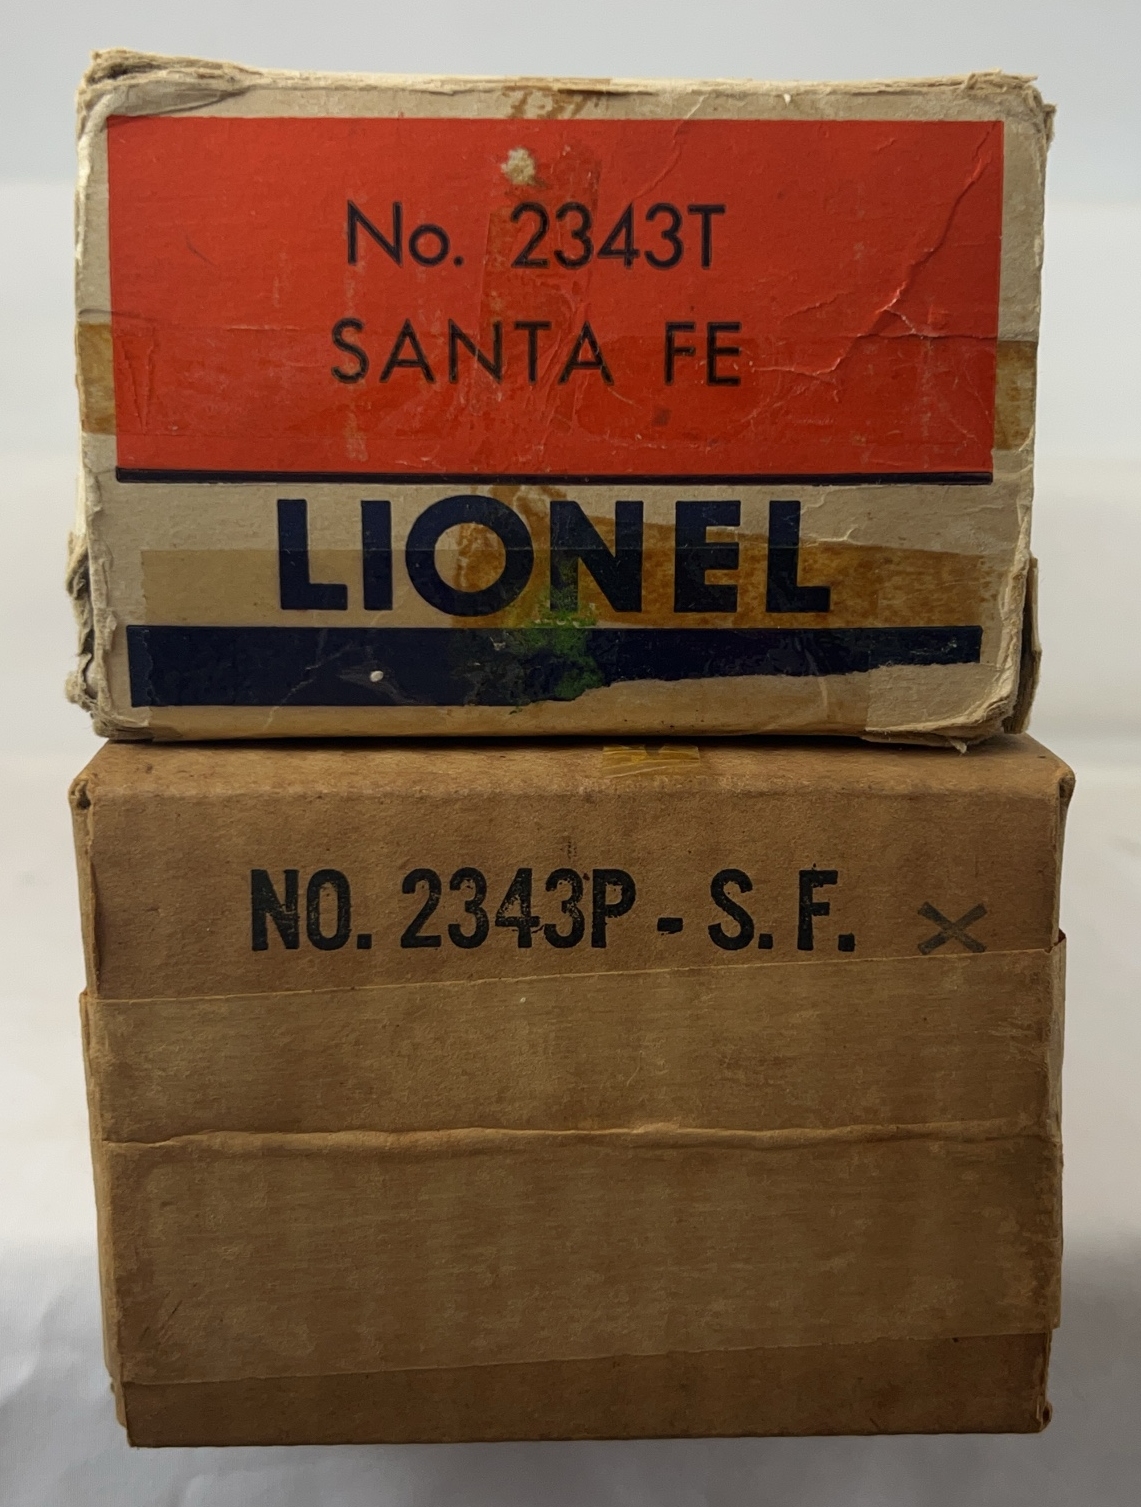 No. 2343T
SANTA FE
LIONEL
NO. 2343P - S. F. X